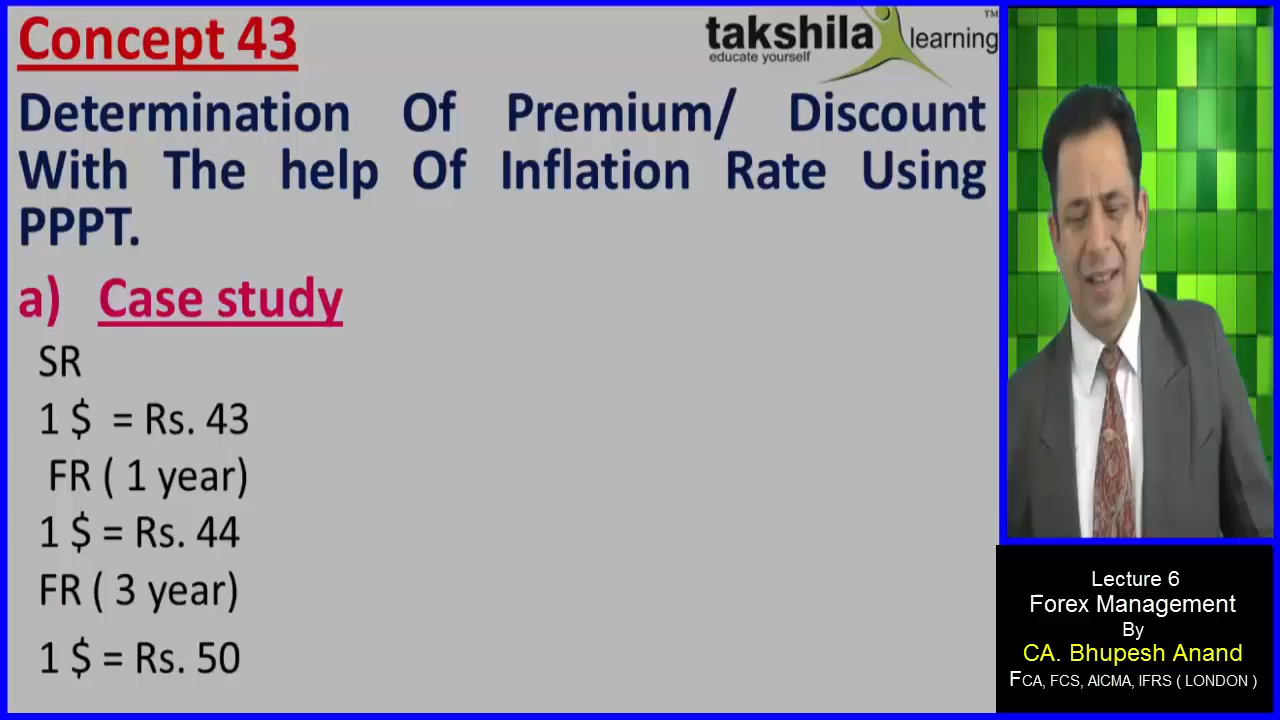 Concept 43
takshila learning™
educate yourself
Determination Of Premium/ Discount
With The help Of Inflation Rate Using
PPPT.
a) Case study
SR
1 $ = Rs. 43
FR ( 1 year)
1 $ = Rs. 44
FR ( 3 year)
1 $ = Rs. 50
Lecture 6
Forex Management
By
CA. Bhupesh Anand
FCA, FCS, AICMA, IFRS ( LONDON )